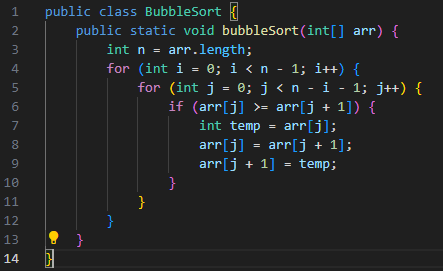 1 public class BubbleSort {
2     public static void bubbleSort(int[] arr) {
3         int n = arr.length;
4         for (int i = 0; i < n - 1; i++) {
5             for (int j = 0; j < n - i - 1; j++) {
6                 if (arr[j] >= arr[j + 1]) {
7                     int temp = arr[j];
8                     arr[j] = arr[j + 1];
9                     arr[j + 1] = temp;
10                 }
11             }
12         }
13     }
14 }